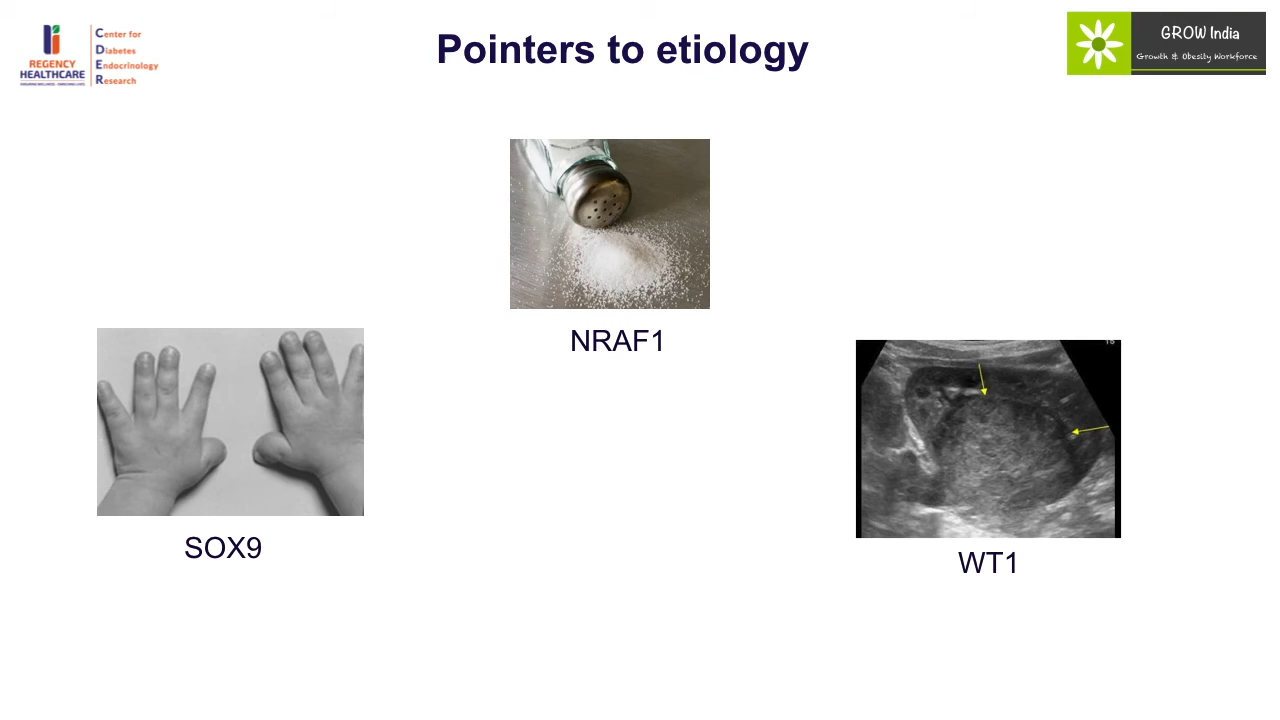 REGENCY
HEALTHCARE
Center for
Diabetes
Endocrinology
Research
Pointers to etiology
GROW India
Growth & Obesity Workforce
NRAF1
SOX9
WT1